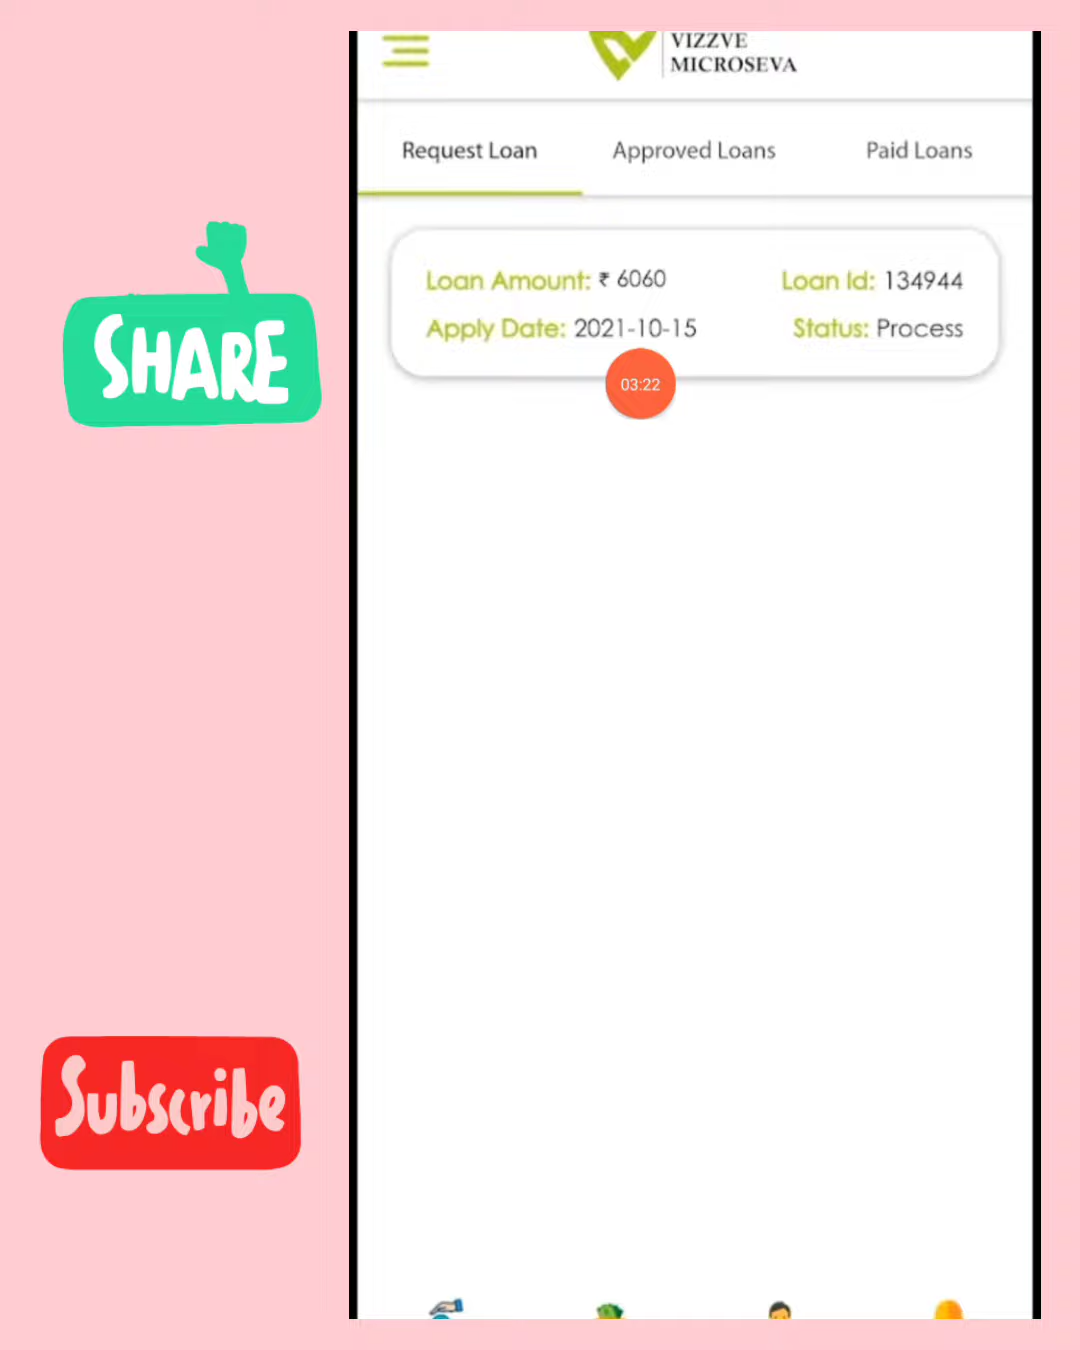 VIZZVE
MICROSEVA
Request Loan Approved Loans Paid Loans
Loan Amount: ₹ 6060 Loan Id: 134944
Apply Date: 2021-10-15 Status: Process
03:22
SHARE
Subscribe